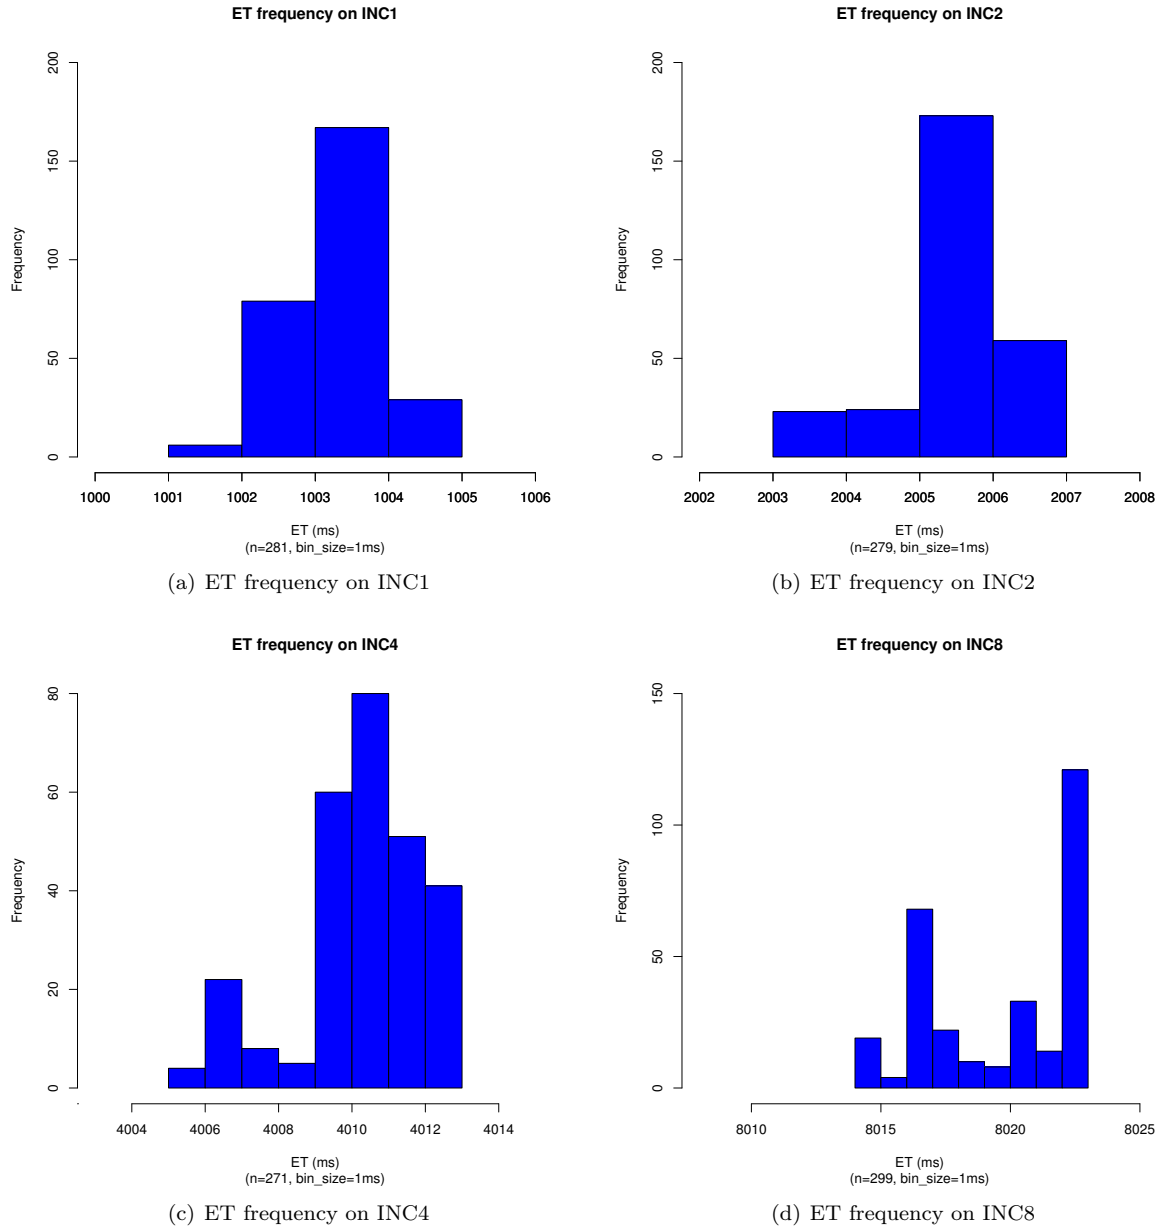 ET frequency on INC1
200
150
100
50
0
Frequency
1000 1001 1002 1003 1004 1005 1006
ET (ms)
(n=281, bin_size=1ms)
(a) ET frequency on INC1
ET frequency on INC2
200
150
100
50
0
Frequency
2002 2003 2004 2005 2006 2007 2008
ET (ms)
(n=279, bin_size=1ms)
(b) ET frequency on INC2
ET frequency on INC4
80
60
40
20
0
Frequency
4004 4006 4008 4010 4012 4014
ET (ms)
(n=271, bin_size=1ms)
(c) ET frequency on INC4
ET frequency on INC8
150
100
50
0
Frequency
8010 8015 8020 8025
ET (ms)
(n=299, bin_size=1ms)
(d) ET frequency on INC8